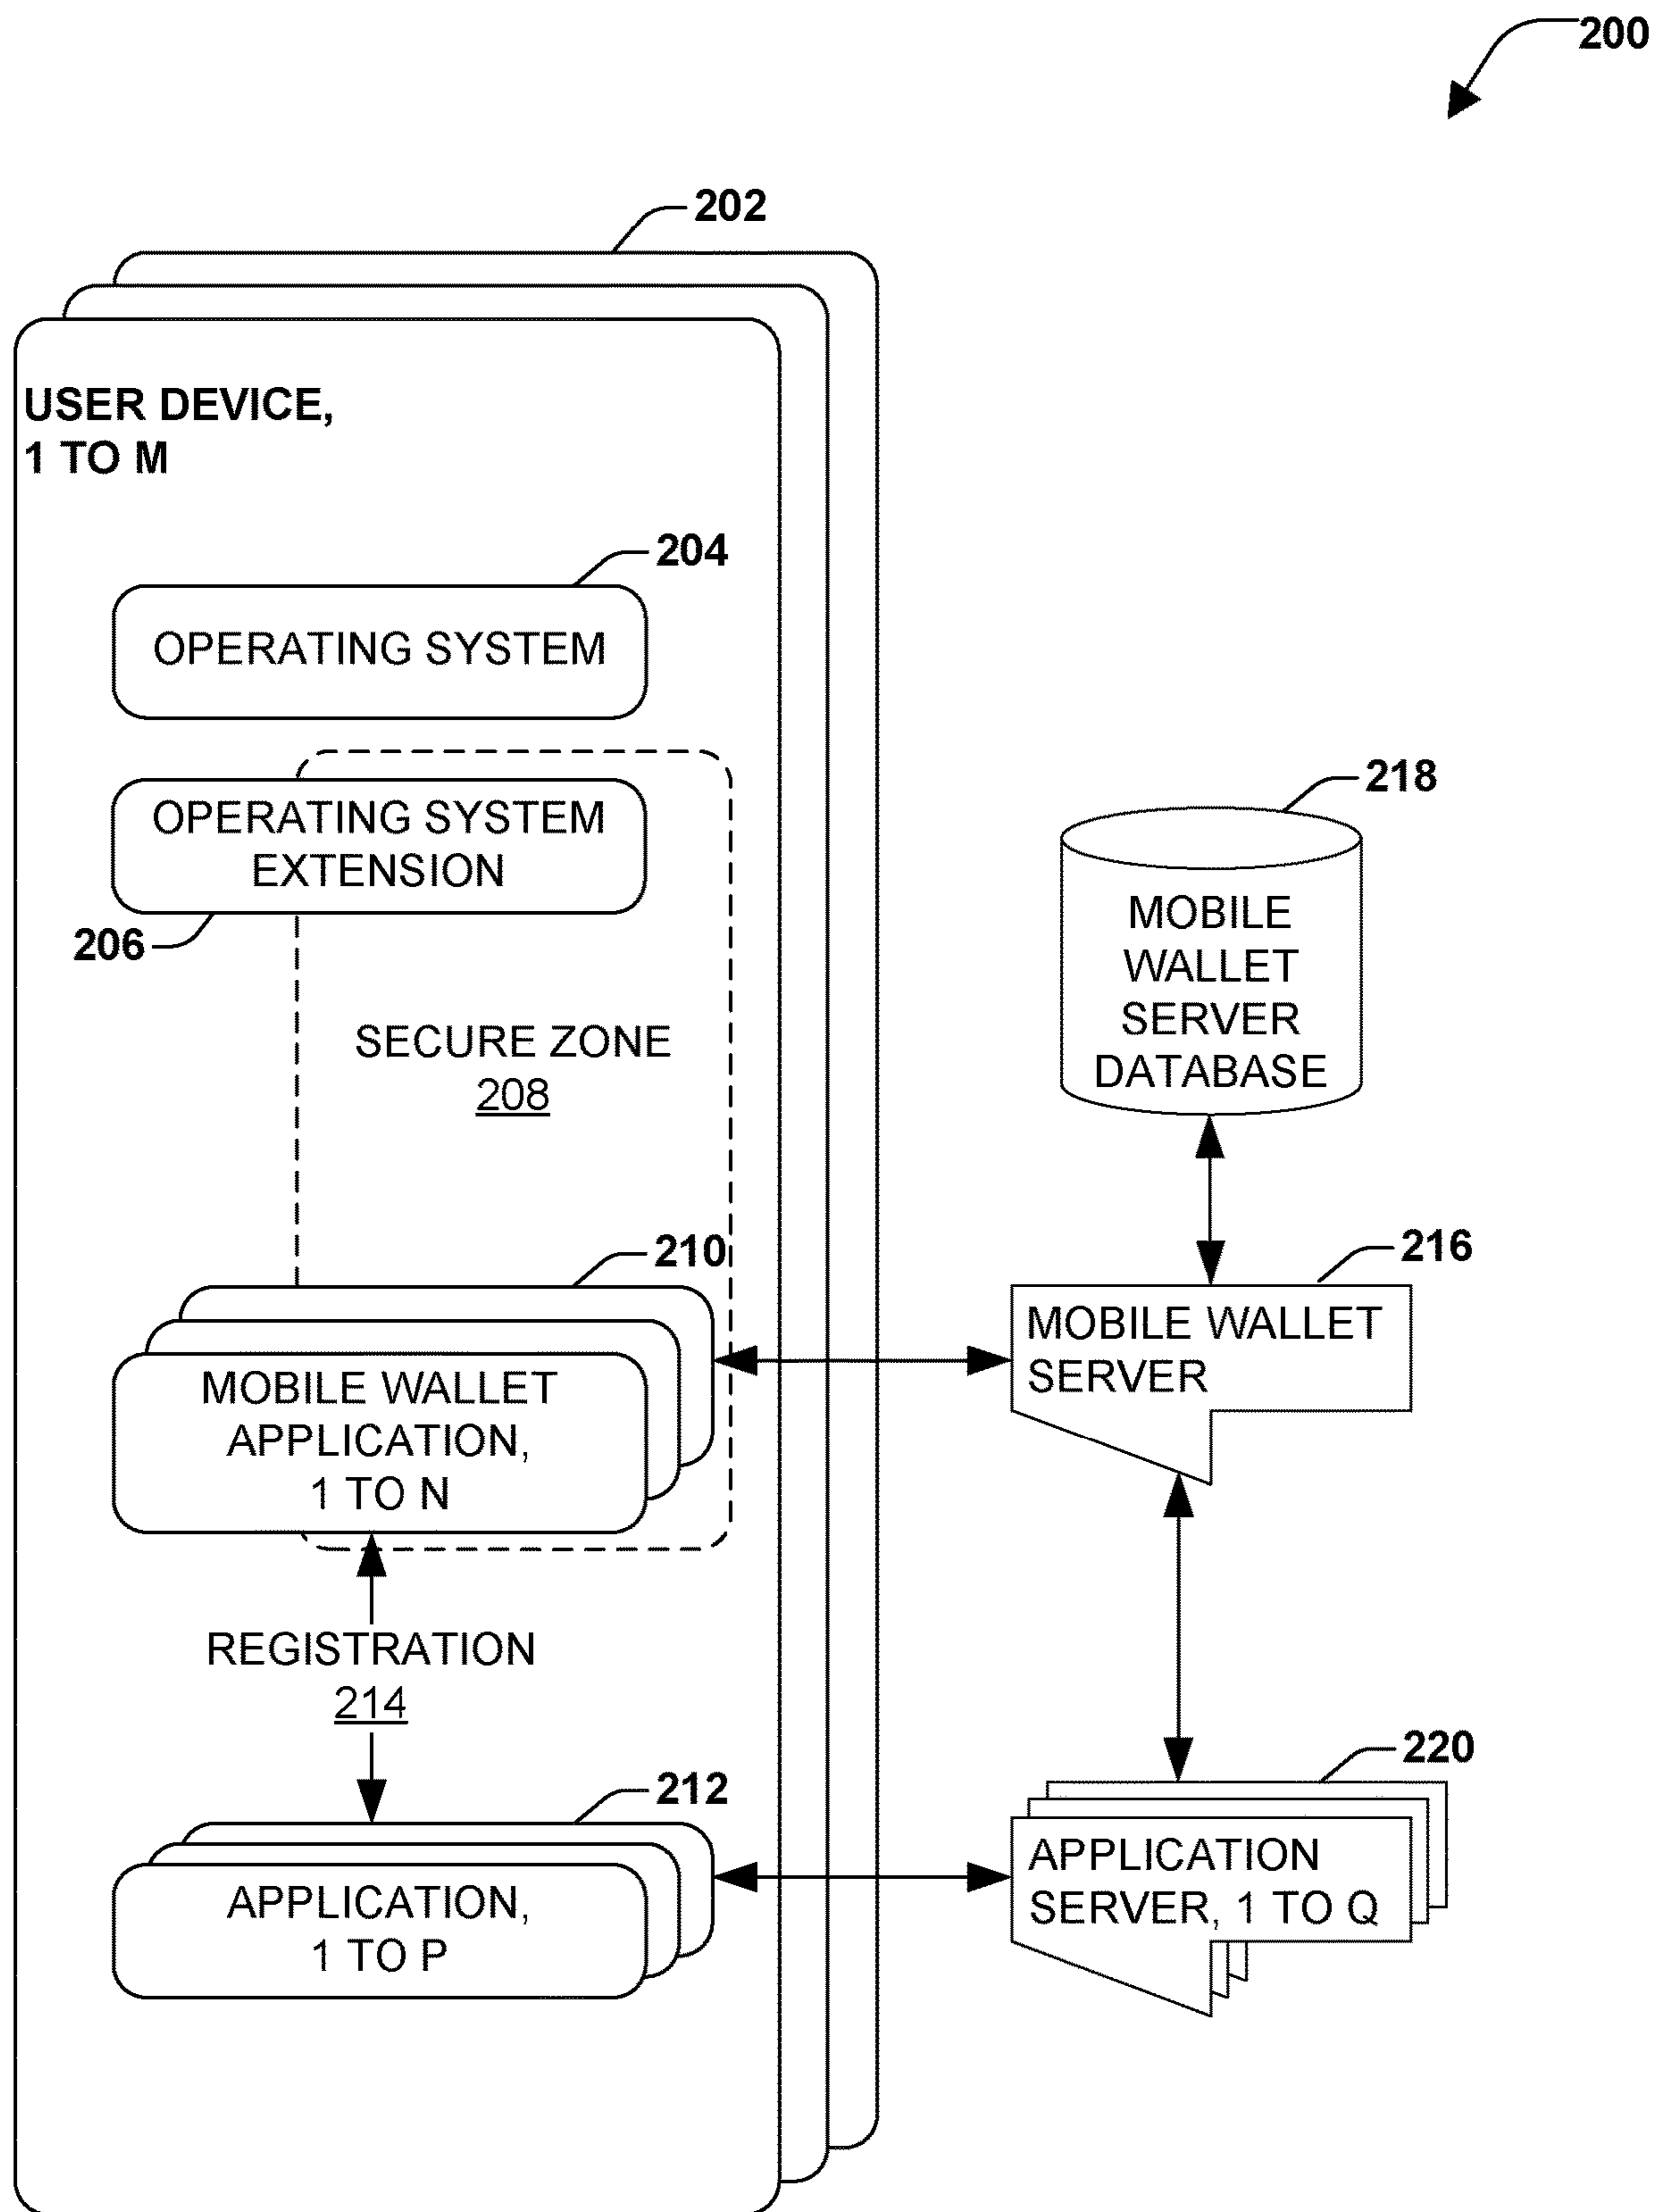 200
202
USER DEVICE,
1 TO M
204
OPERATING SYSTEM
OPERATING SYSTEM
EXTENSION
206
SECURE ZONE
208
218
MOBILE
WALLET
SERVER
DATABASE
210
MOBILE WALLET
APPLICATION,
1 TO N
216
MOBILE WALLET
SERVER
REGISTRATION
214
212
APPLICATION,
1 TO P
220
APPLICATION
SERVER, 1 TO Q